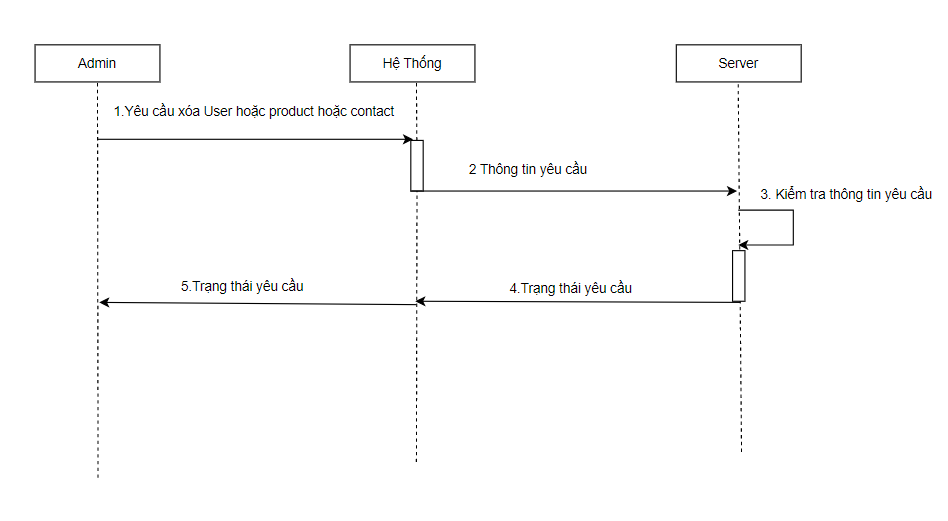 Admin
Hệ Thống
Server
1.Yêu cầu xóa User hoặc product hoặc contact
2 Thông tin yêu cầu
3. Kiểm tra thông tin yêu cầu
5.Trạng thái yêu cầu
4.Trạng thái yêu cầu